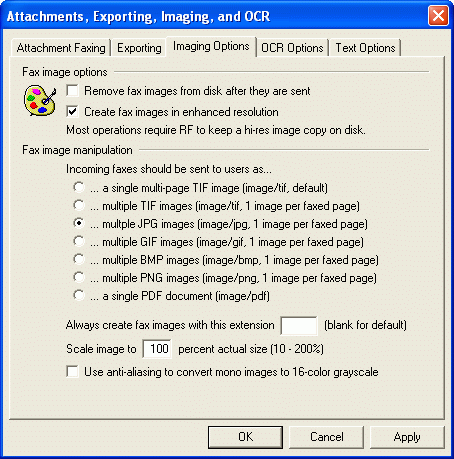 Attachments, Exporting, Imaging, and OCR
Attachment Faxing Exporting Imaging Options OCR Options Text Options
Fax image options
Remove fax images from disk after they are sent
Create fax images in enhanced resolution
Most operations require RF to keep a hi-res image copy on disk.
Fax image manipulation
Incoming faxes should be sent to users as...
... a single multi-page TIF image (image/tif, default)
... multiple TIF images (image/tif, 1 image per faxed page)
... multple JPG images (image/jpg, 1 image per faxed page)
... multiple GIF images (image/gif, 1 image per faxed page)
... multiple BMP images (image/bmp, 1 image per faxed page)
... multiple PNG images (image/png, 1 image per faxed page)
... a single PDF document (image/pdf)
Always create fax images with this extension (blank for default)
Scale image to 100 percent actual size (10 - 200%)
Use anti-aliasing to convert mono images to 16-color grayscale
OK Cancel Apply